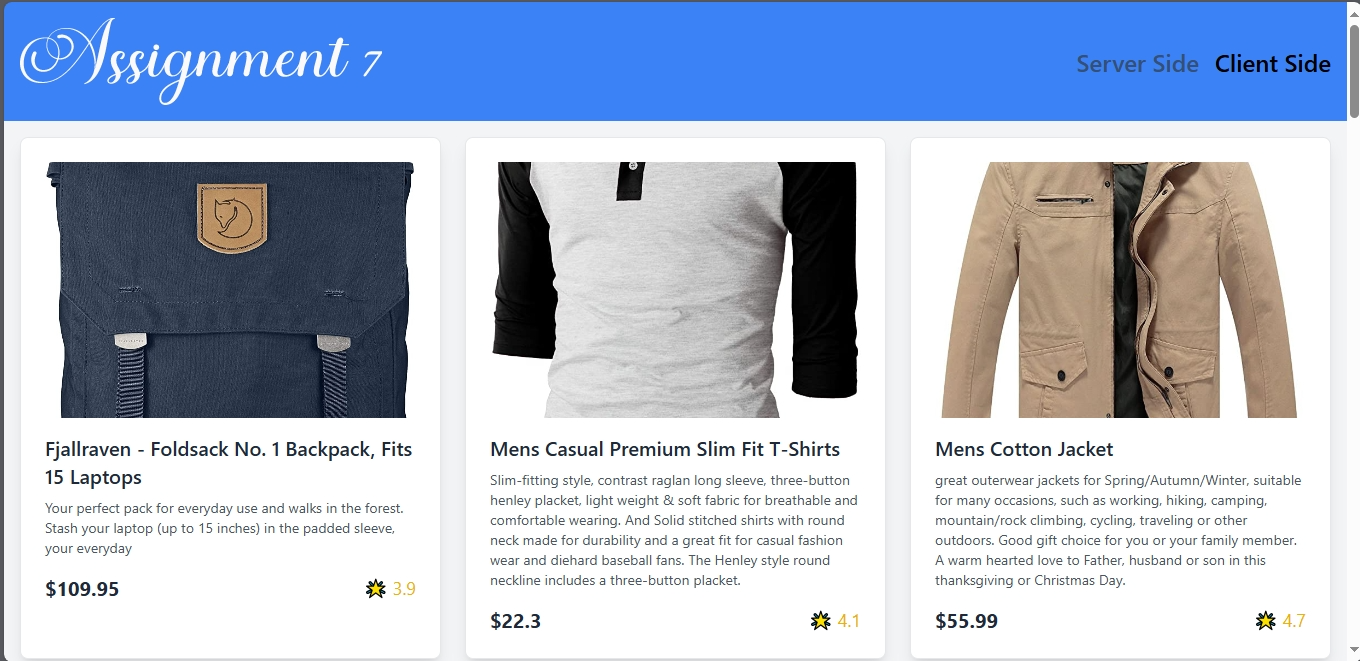 Assignment 7
Server Side Client Side
Fjallraven - Foldsack No. 1 Backpack, Fits
15 Laptops
Your perfect pack for everyday use and walks in the forest.
Stash your laptop (up to 15 inches) in the padded sleeve,
your everyday
$109.95 3.9
Mens Casual Premium Slim Fit T-Shirts
Slim-fitting style, contrast raglan long sleeve, three-button
henley placket, light weight & soft fabric for breathable and
comfortable wearing. And Solid stitched shirts with round
neck made for durability and a great fit for casual fashion
wear and diehard baseball fans. The Henley style round
neckline includes a three-button placket.
$22.3 4.1
Mens Cotton Jacket
great outerwear jackets for Spring/Autumn/Winter, suitable
for many occasions, such as working, hiking, camping,
mountain/rock climbing, cycling, traveling or other
outdoors. Good gift choice for you or your family member.
A warm hearted love to Father, husband or son in this
thanksgiving or Christmas Day.
$55.99 4.7